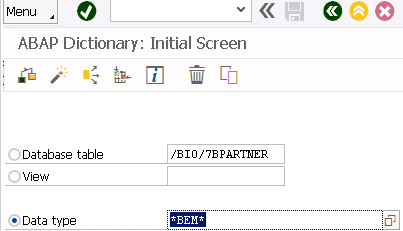 Menu
ABAP Dictionary: Initial Screen
Database table /BI0/7BPARTNER
View
Data type *BEM*